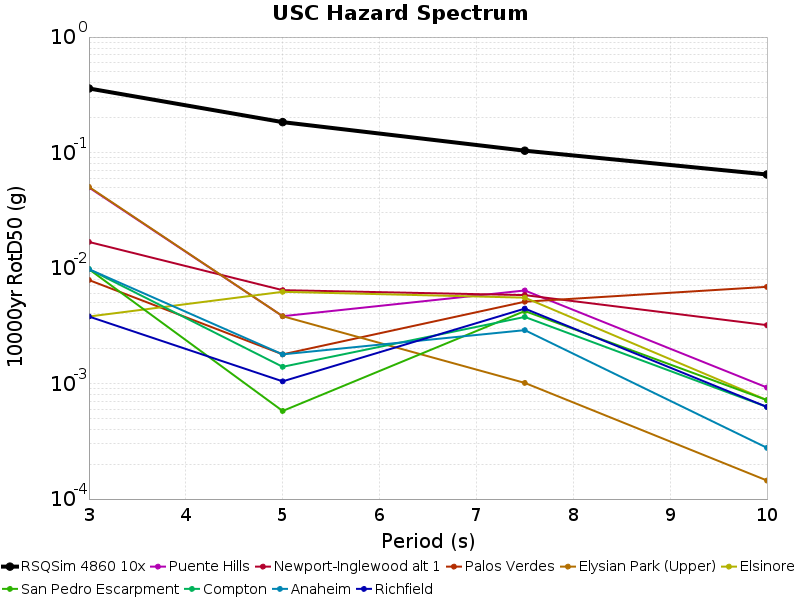 USC Hazard Spectrum
10000yr RotD50 (g)
10^0
10^-1
10^-2
10^-3
10^-4
3 4 5 6 7 8 9 10
Period (s)
RSQSim 4860 10x Puente Hills Newport-Inglewood alt 1 Palos Verdes Elysian Park (Upper) Elsinore
San Pedro Escarpment Compton Anaheim Richfield